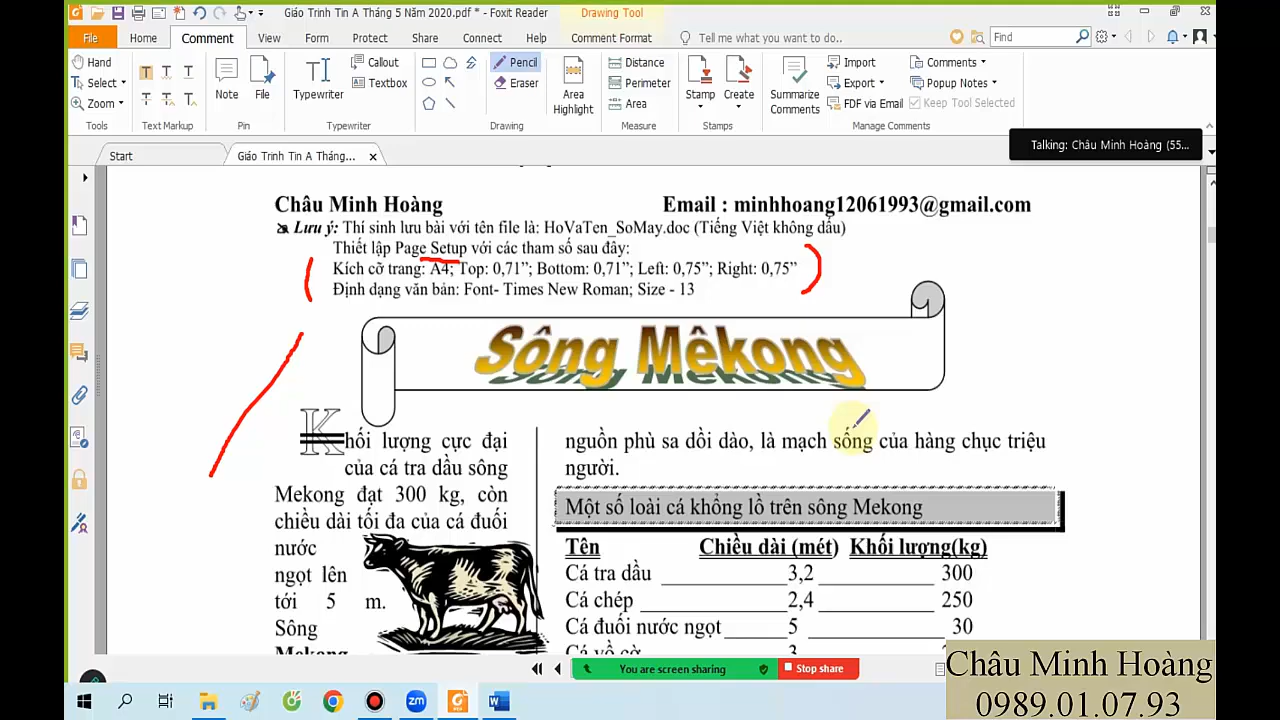 Giáo Trình Tin A Tháng 5 Năm 2020.pdf * - Foxit Reader
Drawing Tool
File Home Comment View Form Protect Share Connect Help Comment Format Tell me what you want to do.. Find
Hand
Select
Zoom
Tools
Text Markup
Note
File
Pin
Typewriter
Callout
Textbox
Typewriter
Pencil
Eraser
Drawing
Area Highlight
Distance
Perimeter
Area
Measure
Stamp
Create
Stamps
Summarize Comments
Import
Export
FDF via Email
Comments
Popup Notes
Keep Tool Selected
Manage Comments
Start
Giáo Trình Tin A Tháng...
Talking: Châu Minh Hoàng (55...
Châu Minh Hoàng Email : minhhoang12061993@gmail.com
Lưu ý: Thí sinh lưu bài với tên file là: HoVaTen_SoMay.doc (Tiếng Việt không dấu)
Thiết lập Page Setup với các tham số sau đây:
Kích cỡ trang: A4; Top: 0,71”; Bottom: 0,71”; Left: 0,75”; Right: 0,75”
Định dạng văn bản: Font- Times New Roman; Size - 13
Sông Mêkong
Khối lượng cực đại
của cá tra dầu sông
Mekong đạt 300 kg, còn
chiều dài tối đa của cá đuối
nước
ngọt lên
tới 5 m.
Sông
Mekong
nguồn phù sa dồi dào, là mạch sống của hàng chục triệu
người.
Một số loài cá khổng lồ trên sông Mekong
Tên Chiều dài (mét) Khối lượng(kg)
Cá tra dầu 3,2 300
Cá chép 2,4 250
Cá đuối nước ngọt 5 30
Cá vồ cờ 3
You are screen sharing
Stop share
Châu Minh Hoàng
0989.01.07.93